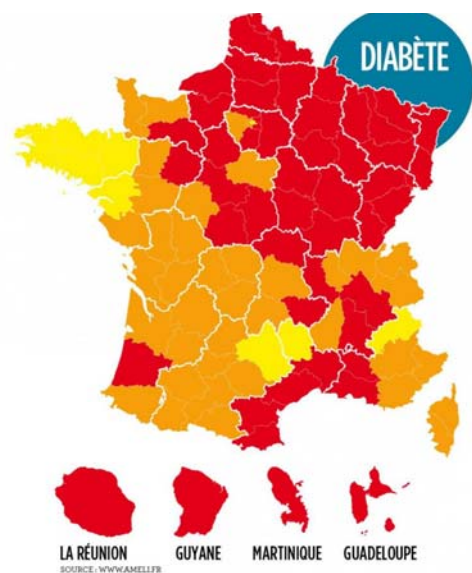 DIABÈTE
LA RÉUNION GUYANE MARTINIQUE GUADELOUPE
SOURCE: WWW.AMELI.FR